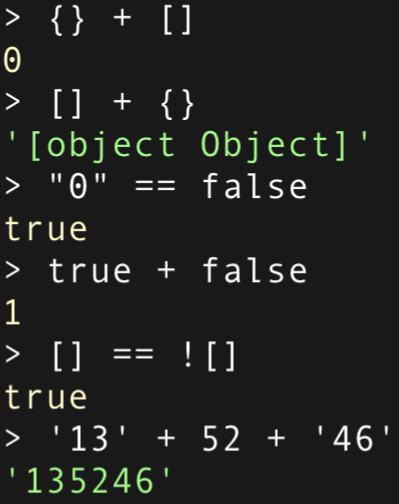 > {} + []
0
> [] + {}
'[object Object]'
> "0" == false
true
> true + false
1
> [] == ![]
true
> '13' + 52 + '46'
'135246'